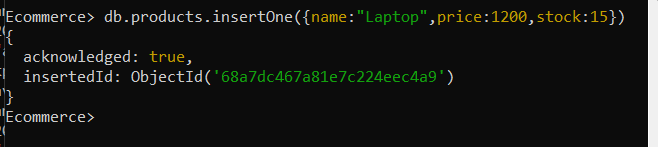 Ecommerce> db.products.insertOne({name:"Laptop",price:1200,stock:15})
{
  acknowledged: true,
  insertedId: ObjectId('68a7dc467a81e7c224eec4a9')
}
Ecommerce>